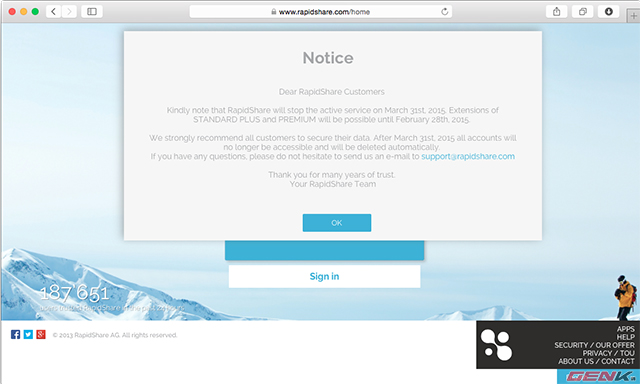 www.rapidshare.com/home
Notice
Dear RapidShare Customers
Kindly note that RapidShare will stop the active service on March 31st, 2015. Extensions of
STANDARD PLUS and PREMIUM will be possible until February 28th, 2015.
We strongly recommend all customers to secure their data. After March 31st, 2015 all accounts will
no longer be accessible and will be deleted automatically.
If you have any questions, please do not hesitate to send us an e-mail to support@rapidshare.com
Thank you for many years of trust.
Your RapidShare Team
OK
Sign in
187 651
© 2013 RapidShare AG. All rights reserved.
APPS
HELP
SECURITY / OUR OFFER
PRIVACY / TOU
ABOUT US / CONTACT
GENK